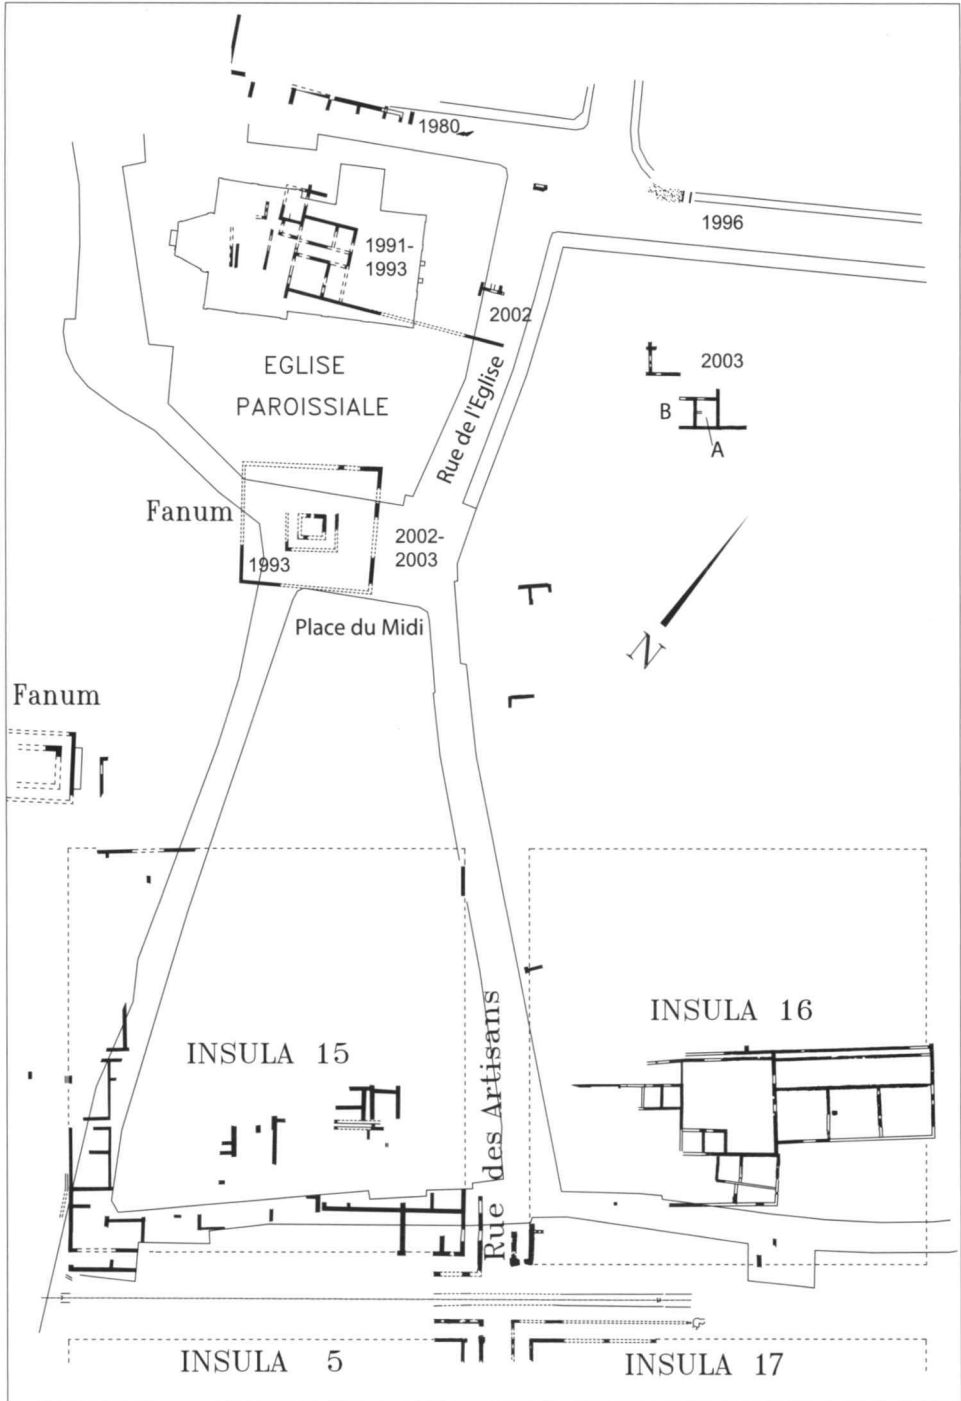 1980
1996
1991-
1993
2002
EGLISE
PAROISSIALE
Rue de l'Eglise
2003
B
A
Fanum
1993
2002-
2003
N
Place du Midi
Fanum
INSULA 15
Rue des Artisans
INSULA 16
INSULA 5
INSULA 17